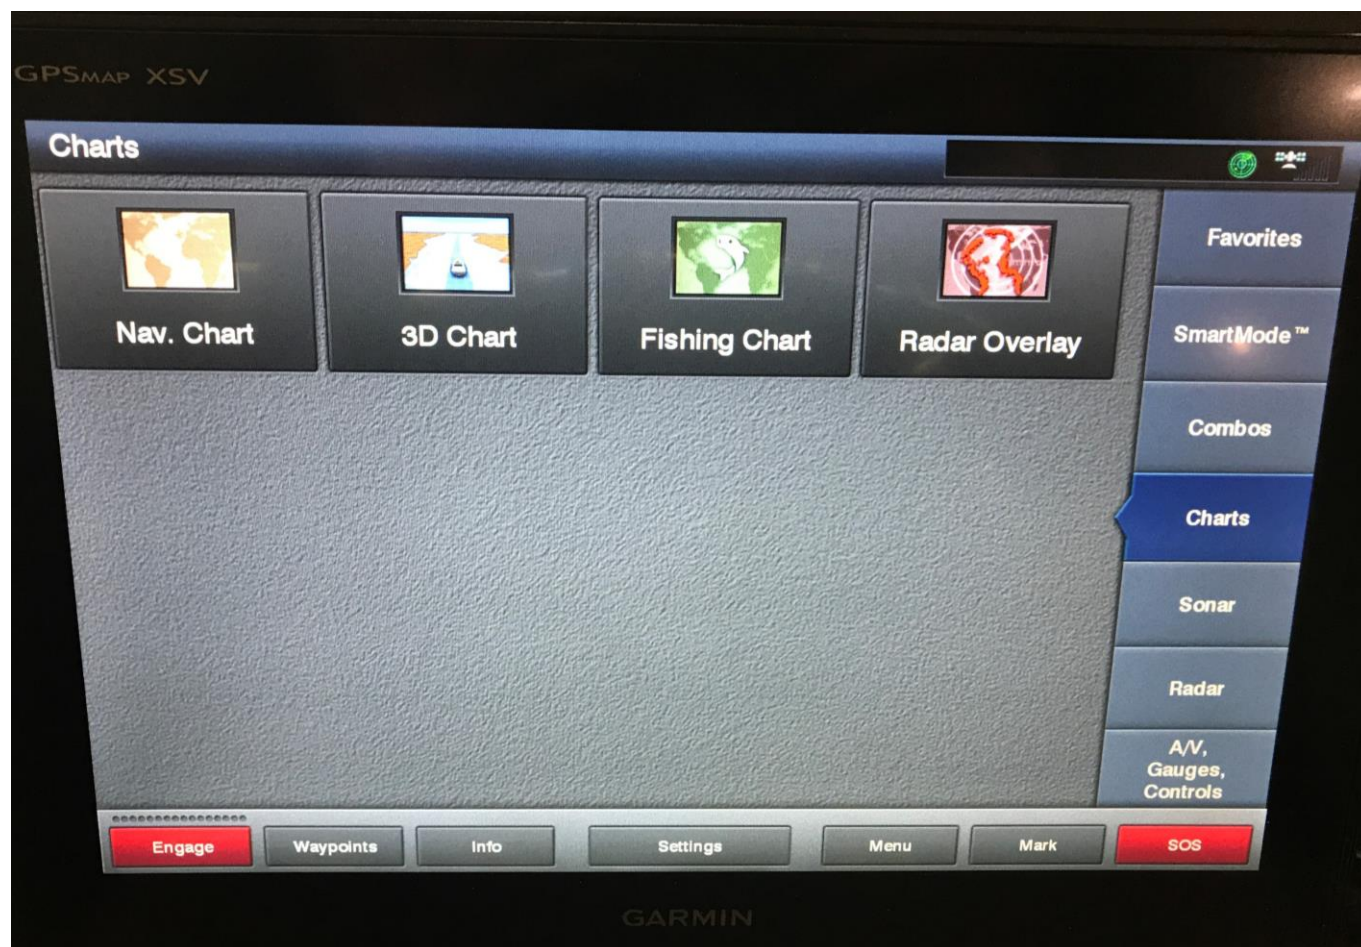 GPSMAP XSV
Charts
Nav. Chart
3D Chart
Fishing Chart
Radar Overlay
Favorites
SmartMode™
Combos
Charts
Sonar
Radar
A/V,
Gauges,
Controls
Engage
Waypoints
Info
Settings
Menu
Mark
SOS
GARMIN